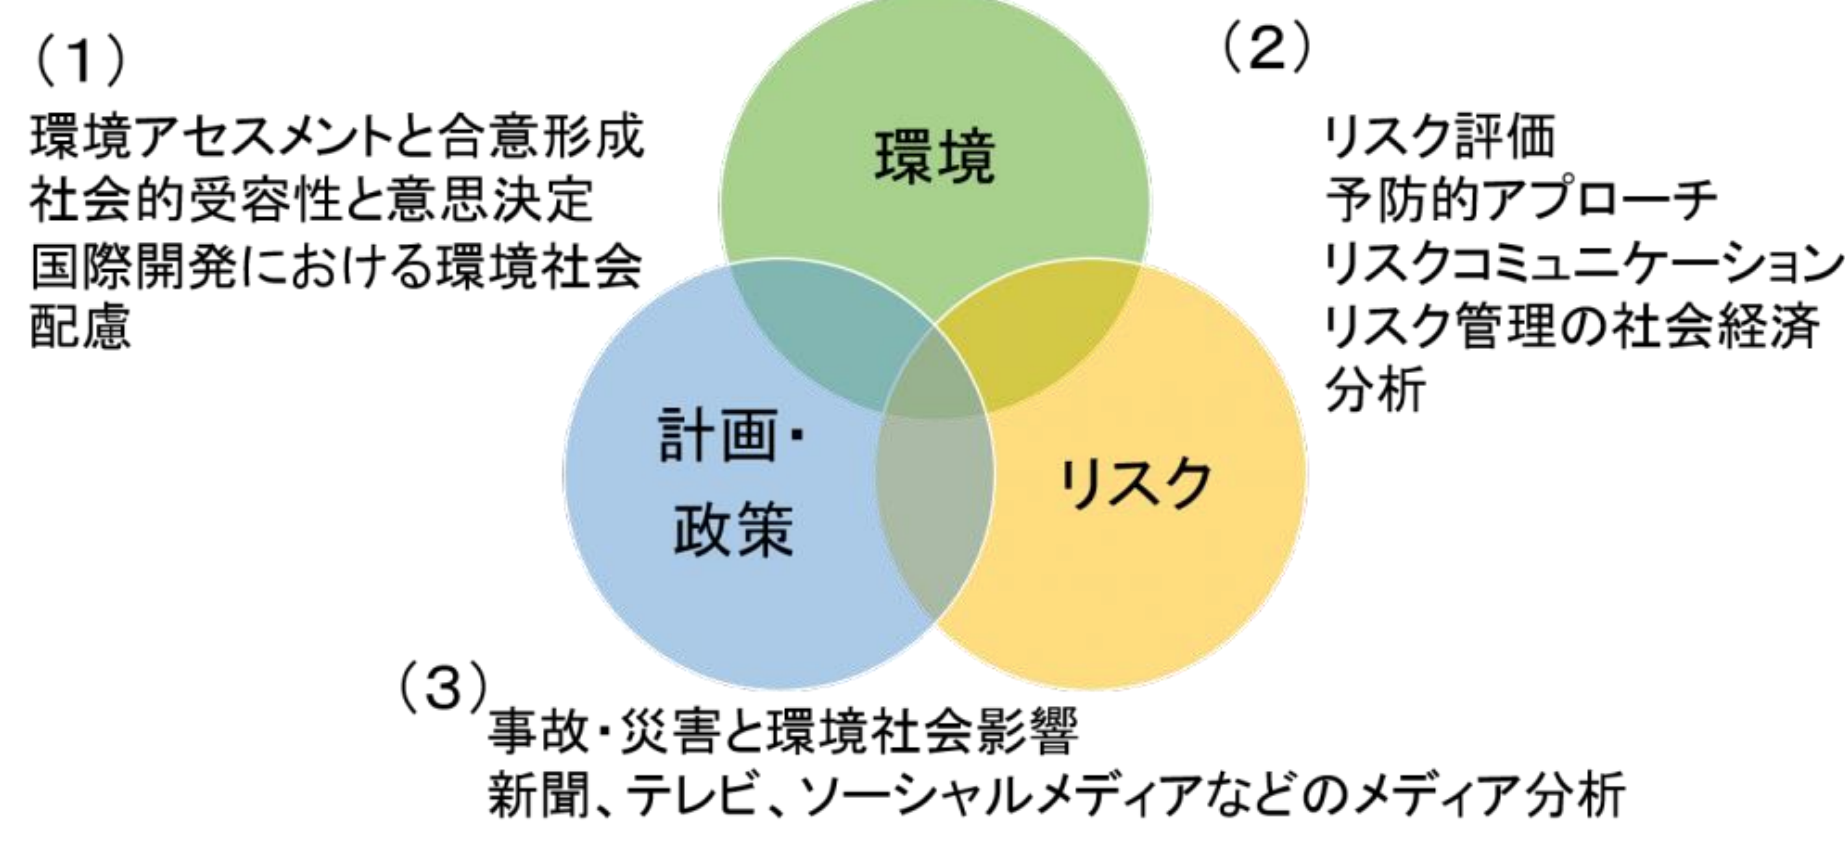 （1）
環境アセスメントと合意形成
社会的受容性と意思決定
国際開発における環境社会
配慮
（2）
リスク評価
予防的アプローチ
リスクコミュニケーション
リスク管理の社会経済
分析
環境
計画・
政策
リスク
（3）
事故・災害と環境社会影響
新聞、テレビ、ソーシャルメディアなどのメディア分析